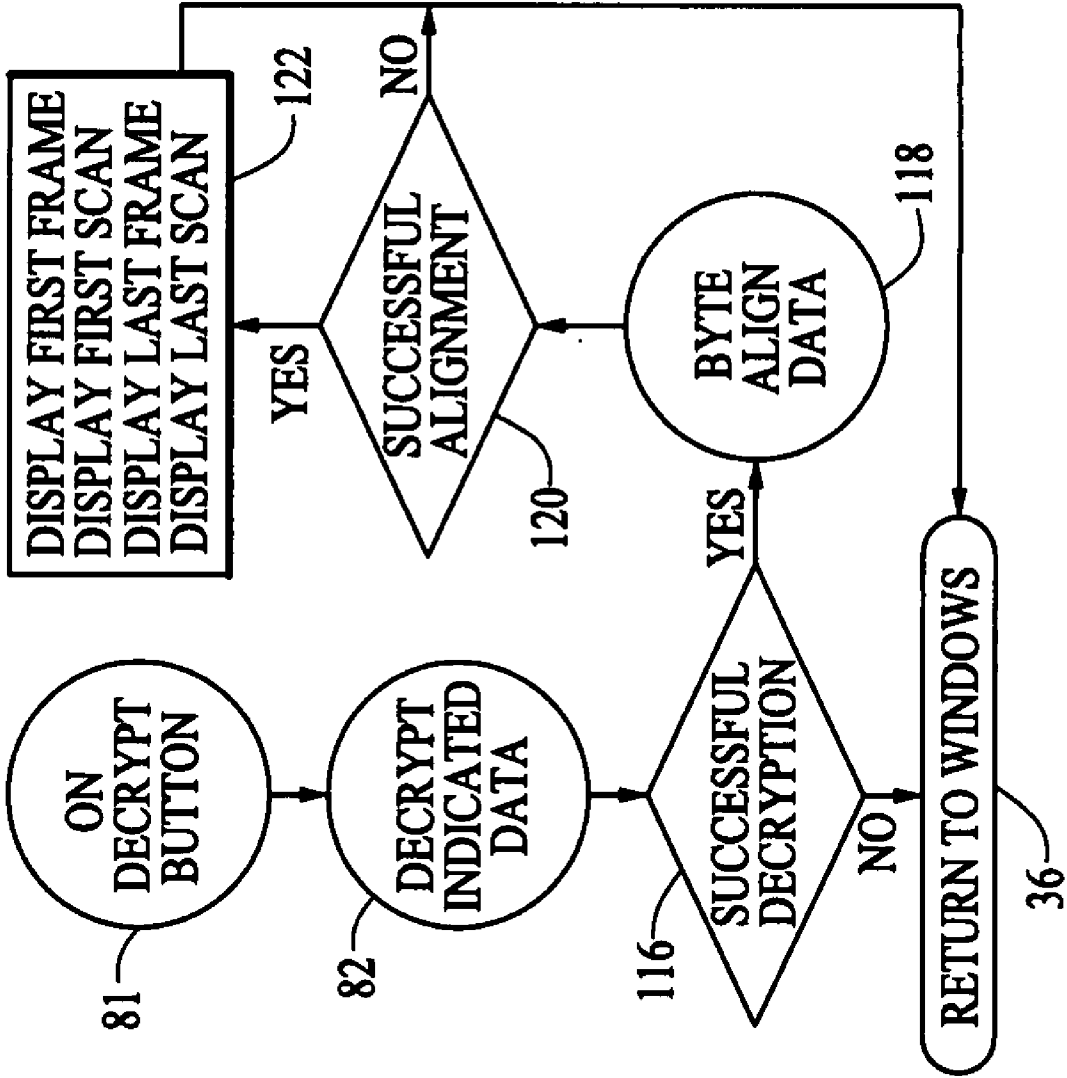 ON
DECRYPT
BUTTON
81
DECRYPT
INDICATED
DATA
82
SUCCESSFUL
DECRYPTION
116
YES
NO
BYTE
ALIGN
DATA
118
SUCCESSFUL
ALIGNMENT
120
YES
NO
DISPLAY FIRST FRAME
DISPLAY FIRST SCAN
DISPLAY LAST FRAME
DISPLAY LAST SCAN
122
RETURN TO WINDOWS
36